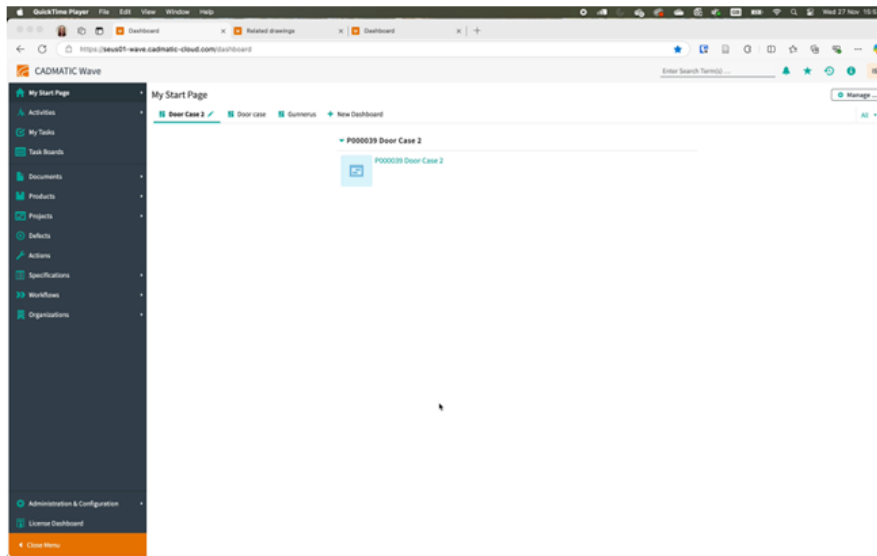 QuickTime Player File Edit View Window Help
Wed 27 Nov
Dashboard
Related drawings
Dashboard
https://seus01-wave.cadmatic-cloud.com/dashboard
CADMATIC Wave
Enter Search Term(s) ...
My Start Page
Activities
My Tasks
Task Boards
Documents
Products
Projects
Defects
Actions
Specifications
Workflows
Organizations
Administration & Configuration
License Dashboard
Close Menu
My Start Page
Manage ...
Door Case 2
Door case
Gunnerus
New Dashboard
All
P000039 Door Case 2
P000039 Door Case 2